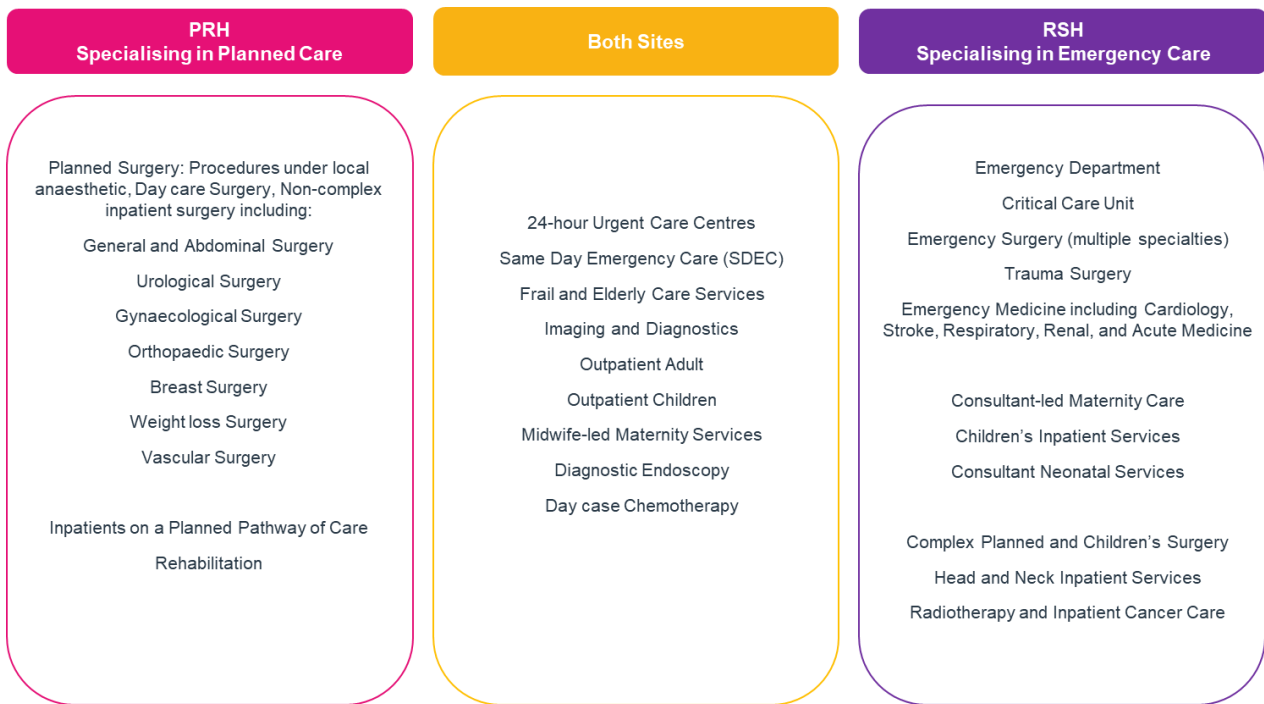 PRH
Specialising in Planned Care
Planned Surgery: Procedures under local
anaesthetic, Day care Surgery, Non-complex
inpatient surgery including:
General and Abdominal Surgery
Urological Surgery
Gynaecological Surgery
Orthopaedic Surgery
Breast Surgery
Weight loss Surgery
Vascular Surgery
Inpatients on a Planned Pathway of Care
Rehabilitation
Both Sites
24-hour Urgent Care Centres
Same Day Emergency Care (SDEC)
Frail and Elderly Care Services
Imaging and Diagnostics
Outpatient Adult
Outpatient Children
Midwife-led Maternity Services
Diagnostic Endoscopy
Day case Chemotherapy
RSH
Specialising in Emergency Care
Emergency Department
Critical Care Unit
Emergency Surgery (multiple specialties)
Trauma Surgery
Emergency Medicine including Cardiology,
Stroke, Respiratory, Renal, and Acute Medicine
Consultant-led Maternity Care
Children’s Inpatient Services
Consultant Neonatal Services
Complex Planned and Children’s Surgery
Head and Neck Inpatient Services
Radiotherapy and Inpatient Cancer Care